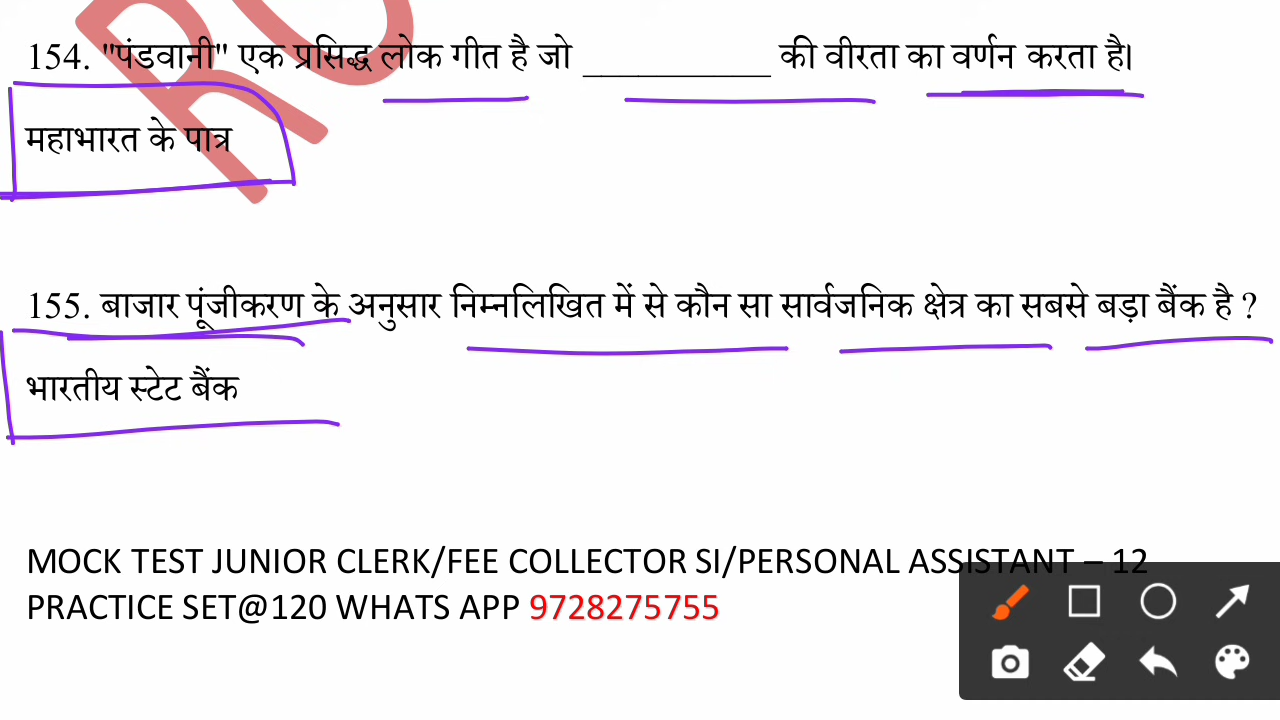 154. "पंडवानी" एक प्रसिद्ध लोक गीत है जो __________ की वीरता का वर्णन करता है।
महाभारत के पात्र
155. बाजार पूंजीकरण के अनुसार निम्नलिखित में से कौन सा सार्वजनिक क्षेत्र का सबसे बड़ा बैंक है ?
भारतीय स्टेट बैंक
MOCK TEST JUNIOR CLERK/FEE COLLECTOR SI/PERSONAL ASSISTANT – 12
PRACTICE SET@120 WHATS APP 9728275755